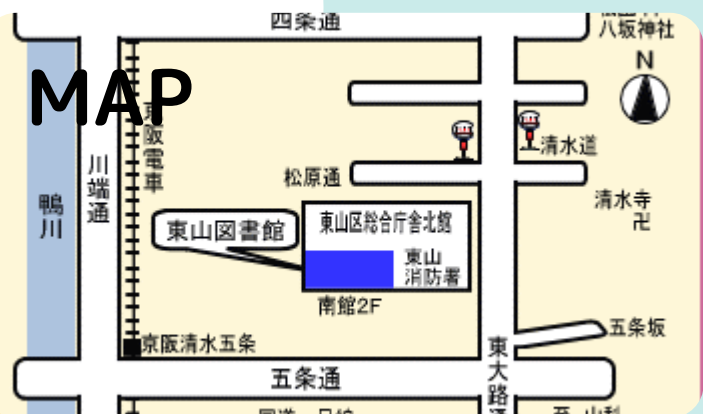 四条通
八坂神社
N
MAP
京阪電車
清水道
川端通
松原通
鴨川
清水寺
卍
東山図書館
東山区総合庁舎北館
東山
消防署
南館2F
京阪清水五条
五条坂
五条通
東大路通